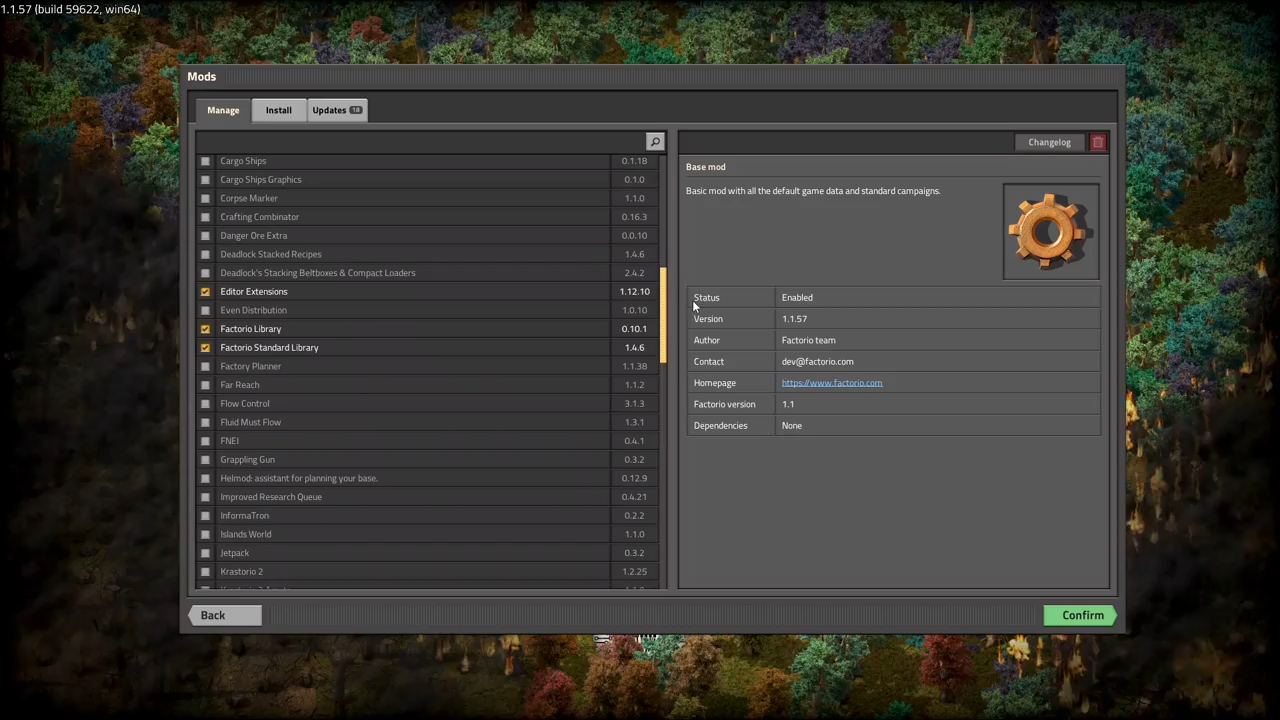 1.1.57 (build 59622, win64)
Mods
Manage Install Updates 18
Changelog
Cargo Ships 0.1.18
Cargo Ships Graphics 0.1.0
Corpse Marker 1.1.0
Crafting Combinator 0.16.3
Danger Ore Extra 0.0.10
Deadlock Stacked Recipes 1.4.6
Deadlock's Stacking Beltboxes & Compact Loaders 2.4.2
Editor Extensions 1.12.10
Even Distribution 1.0.10
Factorio Library 0.10.1
Factorio Standard Library 1.4.6
Factory Planner 1.1.38
Far Reach 1.1.2
Flow Control 3.1.3
Fluid Must Flow 1.3.1
FNEI 0.4.1
Grappling Gun 0.3.2
Helmod: assistant for planning your base. 0.12.9
Improved Research Queue 0.4.21
InformaTron 0.2.2
Islands World 1.1.0
Jetpack 0.3.2
Krastorio 2 1.2.25
Base mod
Basic mod with all the default game data and standard campaigns.
Status Enabled
Version 1.1.57
Author Factorio team
Contact dev@factorio.com
Homepage https://www.factorio.com
Factorio version 1.1
Dependencies None
Back
Confirm